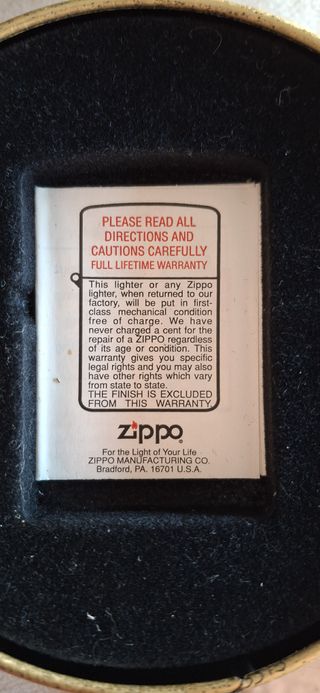 PLEASE READ ALL
DIRECTIONS AND
CAUTIONS CAREFULLY
FULL LIFETIME WARRANTY
This lighter or any Zippo
lighter, when returned to our
factory, will be put in first-
class mechanical condition
free of charge. We have
never charged a cent for the
repair of a ZIPPO regardless
of its age or condition. This
warranty gives you specific
legal rights and you may also
have other rights which vary
from state to state.
THE FINISH IS EXCLUDED
FROM THIS WARRANTY
zippo®
For the Light of Your Life
ZIPPO MANUFACTURING CO.
Bradford, PA. 16701 U.S.A.